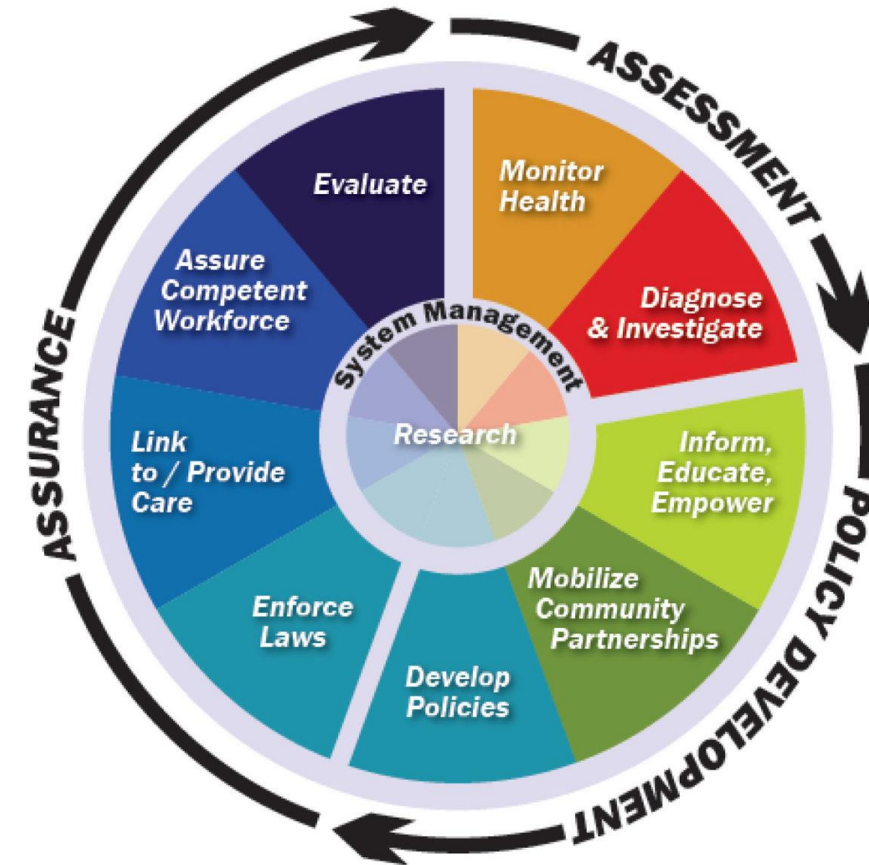 ASSESSMENT
Monitor
Health
Diagnose
& Investigate
POLICY DEVELOPMENT
Inform,
Educate,
Empower
Mobilize
Community
Partnerships
Develop
Policies
ASSURANCE
Enforce
Laws
Link
to / Provide
Care
Assure
Competent
Workforce
Evaluate
System Management
Research